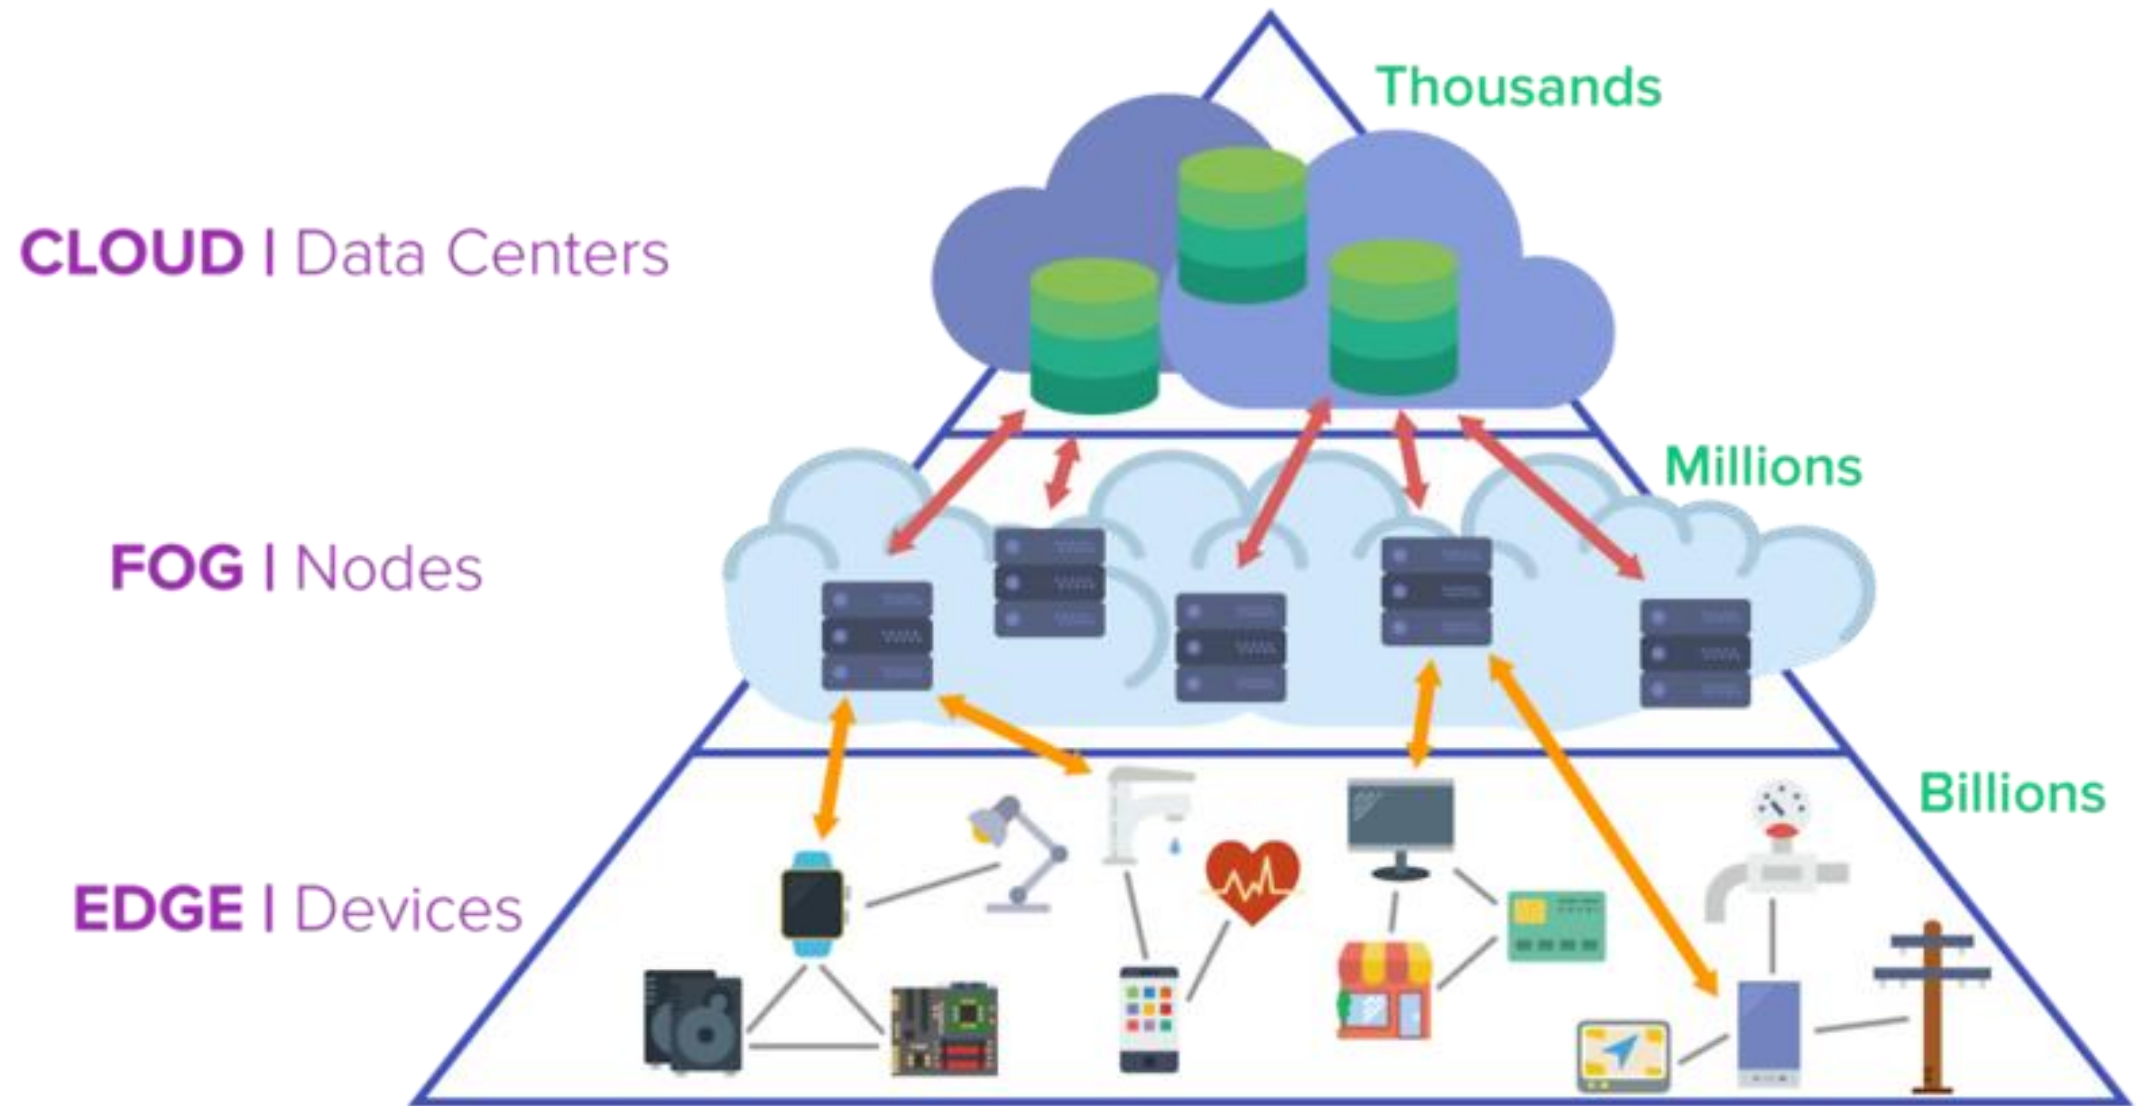 Thousands
CLOUD | Data Centers
Millions
FOG | Nodes
Billions
EDGE | Devices